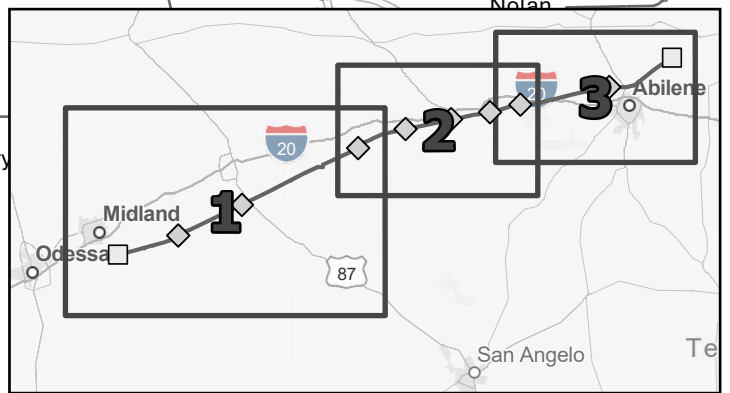 Nolan
20
3
Abilene
2
20
1
Midland
y
Odessa
87
San Angelo
Te